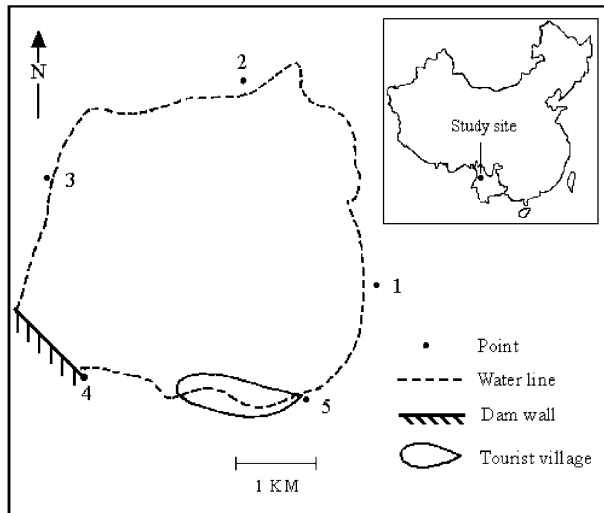 N
2
Study site
3
1
Point
Water line
4
5
Dam wall
Tourist village
1 KM